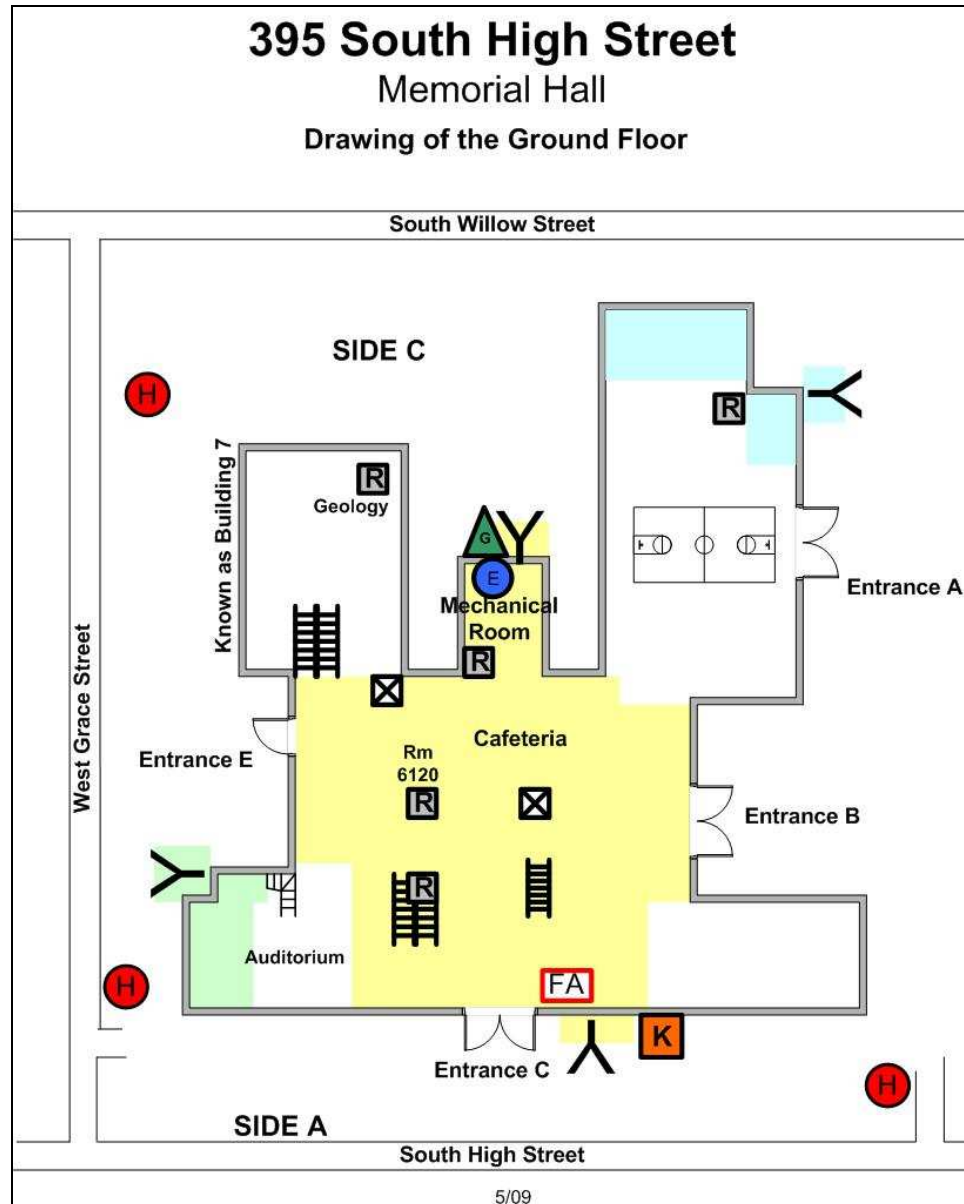 395 South High Street
Memorial Hall
Drawing of the Ground Floor
South Willow Street
SIDE C
H
R
Known as Building 7
R
Geology
G
E
Mechanical
Room
Entrance A
R
West Grace Street
Cafeteria
Entrance E
Rm
6120
R
Entrance B
R
Auditorium
H
FA
K
Entrance C
H
SIDE A
South High Street
5/09